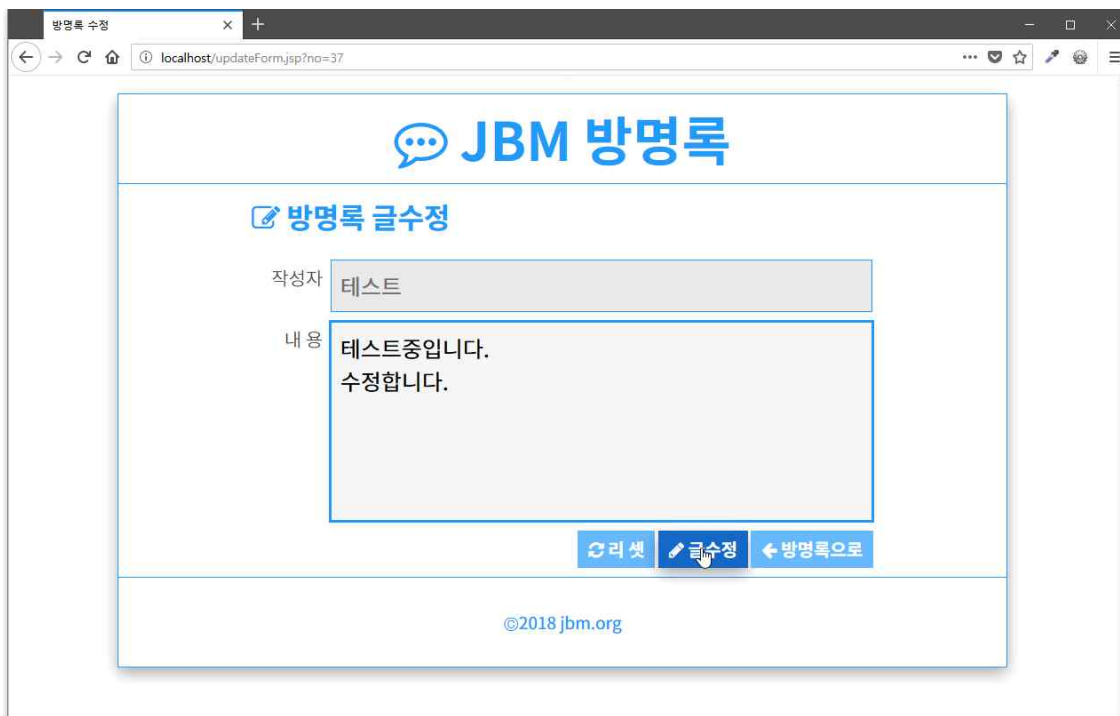 방명록 수정
localhost/updateForm.jsp?no=37
JBM 방명록
방명록 글수정
작성자 테스트
내 용 테스트중입니다.
수정합니다.
리 셋 글수정 방명록으로
©2018 jbm.org